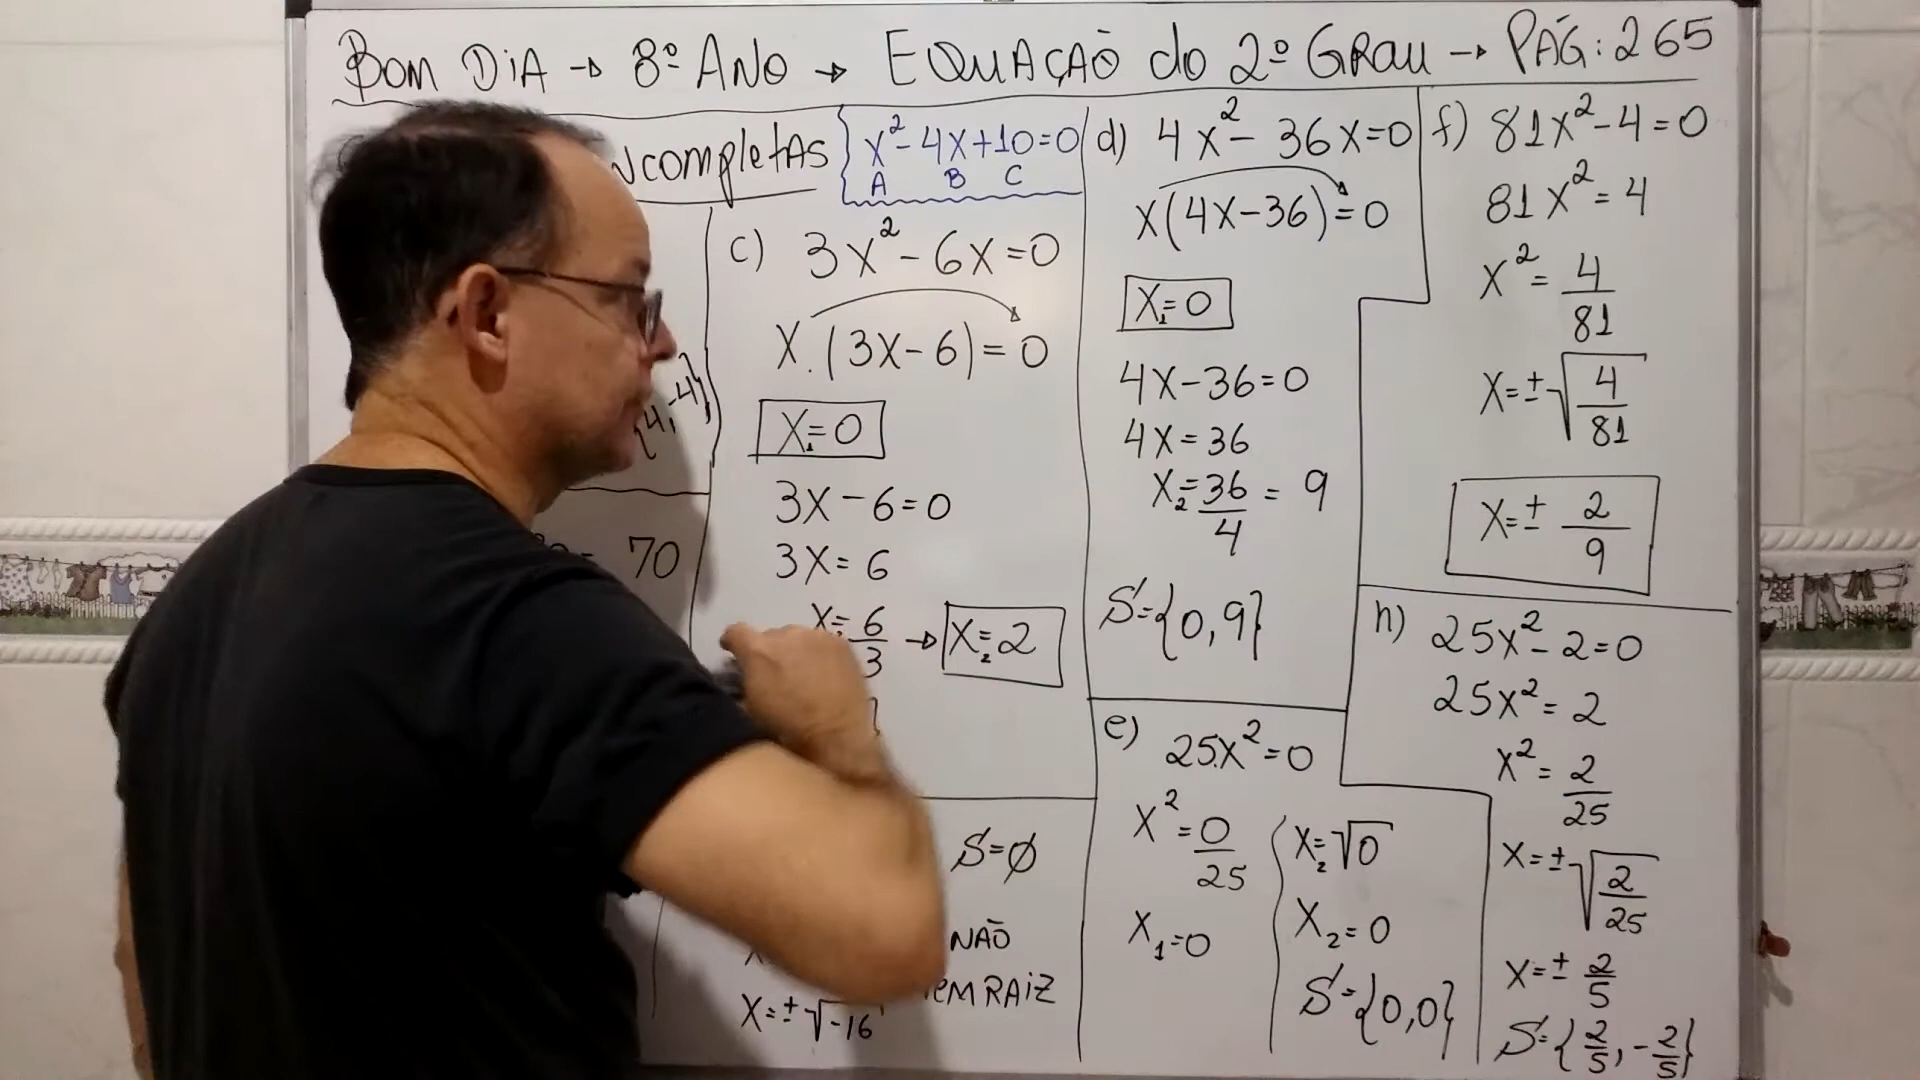 Bom Dia → 8º Ano → Equação do 2º Grau → Pág: 265
ncompletas
x² - 4x + 10 = 0
A B C
4, -4}
70
c) 3x² - 6x = 0
x.(3x - 6) = 0
x₁ = 0
3x - 6 = 0
3x = 6
x = 6/3 → x₂ = 2
S = ∅
Não
em raiz
x = ±√-16
d) 4x² - 36x = 0
x(4x - 36) = 0
x₁ = 0
4x - 36 = 0
4x = 36
x₂ = 36/4 = 9
S = {0, 9}
e) 25x² = 0
x² = 0/25
x₁ = 0
x₂ = √0
x₂ = 0
S = {0, 0}
f) 81x² - 4 = 0
81x² = 4
x² = 4/81
x = ±√4/81
x = ± 2/9
h) 25x² - 2 = 0
25x² = 2
x² = 2/25
x = ±√2/25
x = ± 2/5
S = {2/5, -2/5}